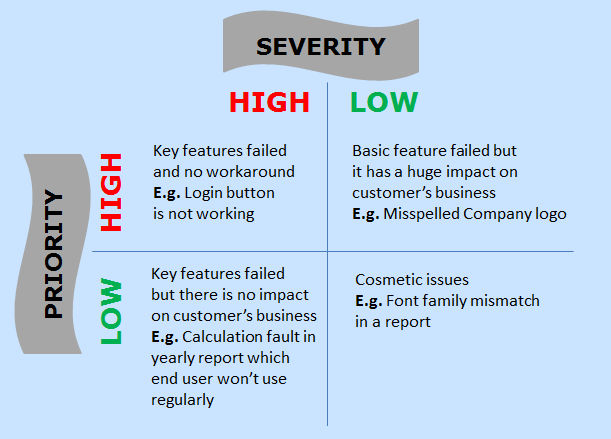 SEVERITY
HIGH
LOW
PRIORITY
HIGH
Key features failed
and no workaround
E.g. Login button
is not working
Basic feature failed but
it has a huge impact on
customer’s business
E.g. Misspelled Company logo
LOW
Key features failed
but there is no impact
on customer’s business
E.g. Calculation fault in
yearly report which
end user won’t use
regularly
Cosmetic issues
E.g. Font family mismatch
in a report